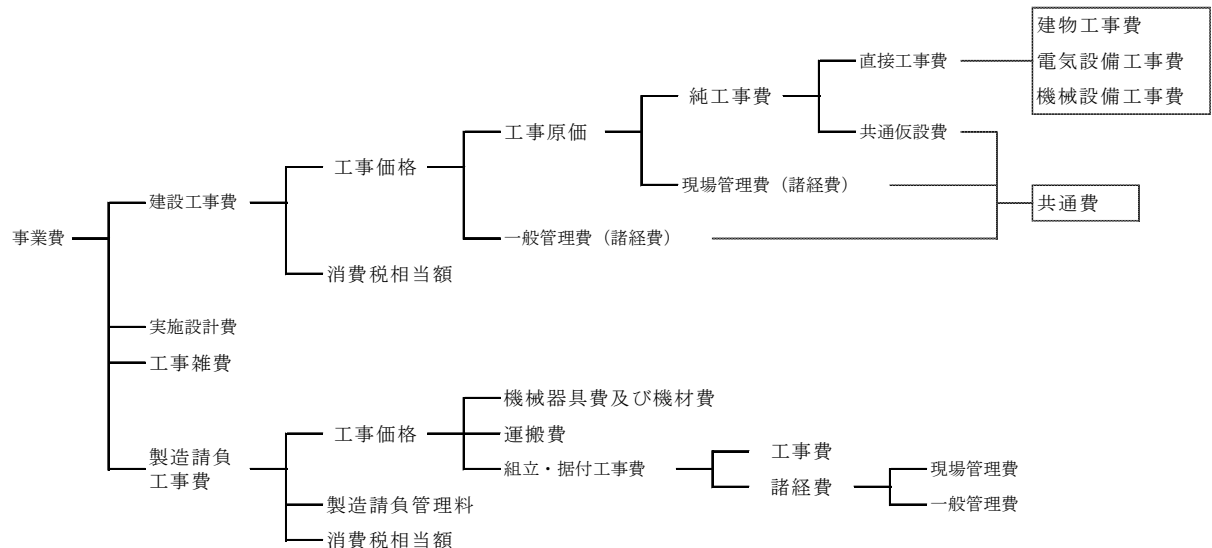 建物工事費
直接工事費
電気設備工事費
純工事費
機械設備工事費
工事原価
共通仮設費
工事価格
現場管理費（諸経費）
建設工事費
共通費
事業費
一般管理費（諸経費）
消費税相当額
実施設計費
工事雑費
機械器具費及び機材費
工事価格
運搬費
製造請負
工事費
組立・据付工事費
工事費
現場管理費
諸経費
一般管理費
製造請負管理料
消費税相当額